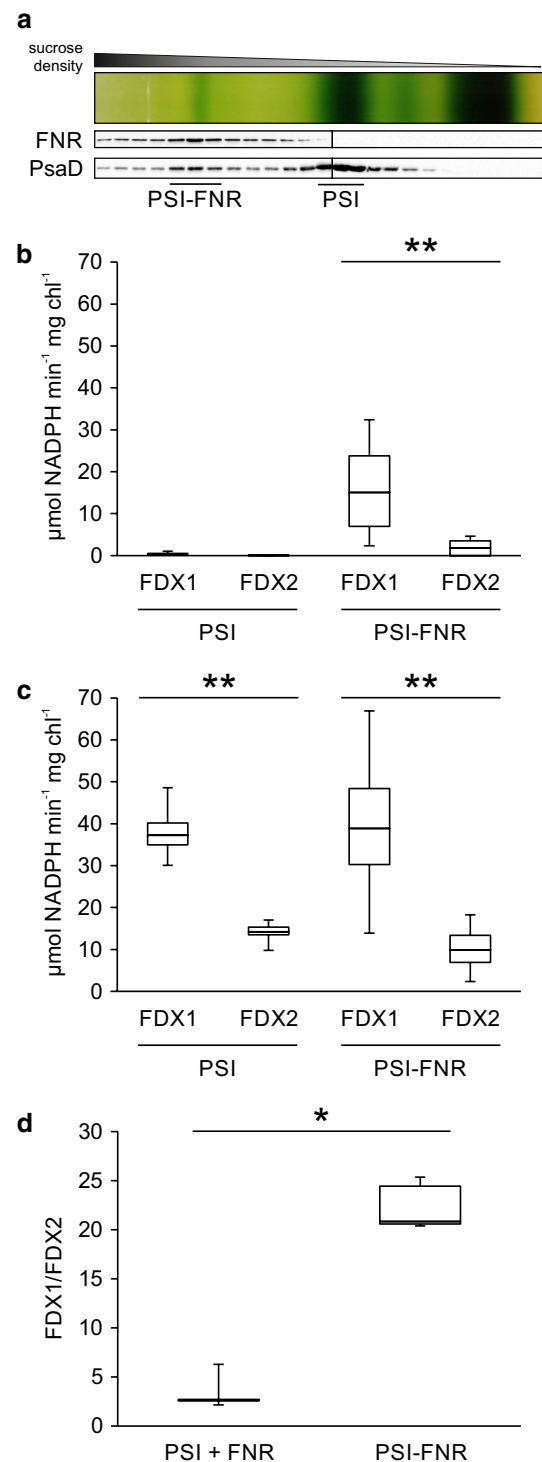 a
sucrose
density
FNR
PsaD
PSI-FNR PSI
b
**
70
60
50
40
30
20
10
0
µmol NADPH min⁻¹ mg chl⁻¹
FDX1 FDX2 FDX1 FDX2
PSI PSI-FNR
c
** **
70
60
50
40
30
20
10
0
µmol NADPH min⁻¹ mg chl⁻¹
FDX1 FDX2 FDX1 FDX2
PSI PSI-FNR
d
*
30
25
20
15
10
5
0
FDX1/FDX2
PSI + FNR PSI-FNR